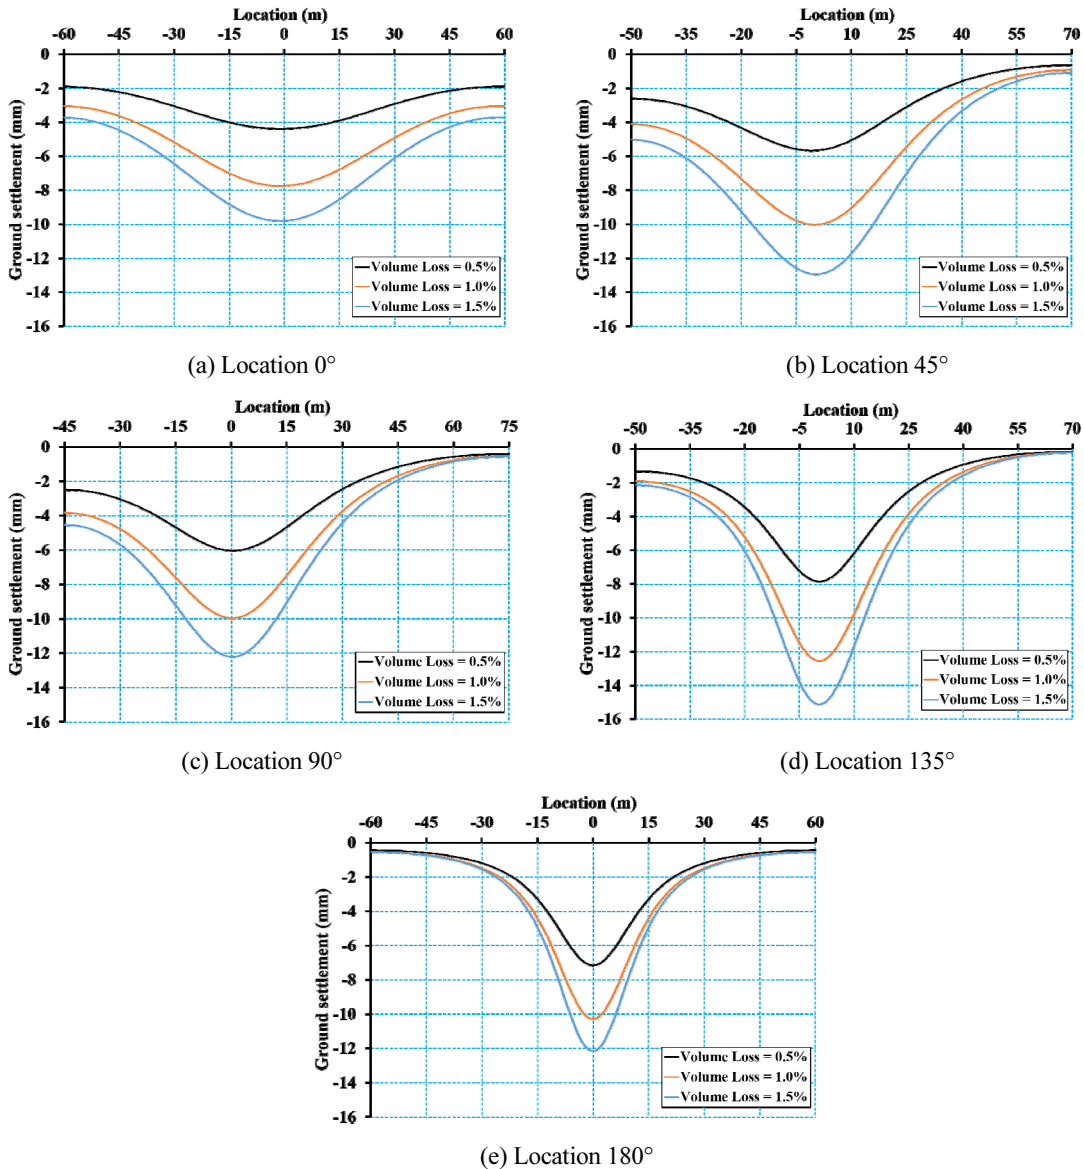 Location (m)
-60 -45 -30 -15 0 15 30 45 60
0
-2
-4
-6
-8
-10
-12
-14
-16
Ground settlement (mm)
Volume Loss = 0.5%
Volume Loss = 1.0%
Volume Loss = 1.5%
(a) Location 0°
Location (m)
-50 -35 -20 -5 10 25 40 55 70
0
-2
-4
-6
-8
-10
-12
-14
-16
Ground settlement (mm)
Volume Loss = 0.5%
Volume Loss = 1.0%
Volume Loss = 1.5%
(b) Location 45°
Location (m)
-45 -30 -15 0 15 30 45 60 75
0
-2
-4
-6
-8
-10
-12
-14
-16
Ground settlement (mm)
Volume Loss = 0.5%
Volume Loss = 1.0%
Volume Loss = 1.5%
(c) Location 90°
Location (m)
-50 -35 -20 -5 10 25 40 55 70
0
-2
-4
-6
-8
-10
-12
-14
-16
Ground settlement (mm)
Volume Loss = 0.5%
Volume Loss = 1.0%
Volume Loss = 1.5%
(d) Location 135°
Location (m)
-60 -45 -30 -15 0 15 30 45 60
0
-2
-4
-6
-8
-10
-12
-14
-16
Ground settlement (mm)
Volume Loss = 0.5%
Volume Loss = 1.0%
Volume Loss = 1.5%
(e) Location 180°